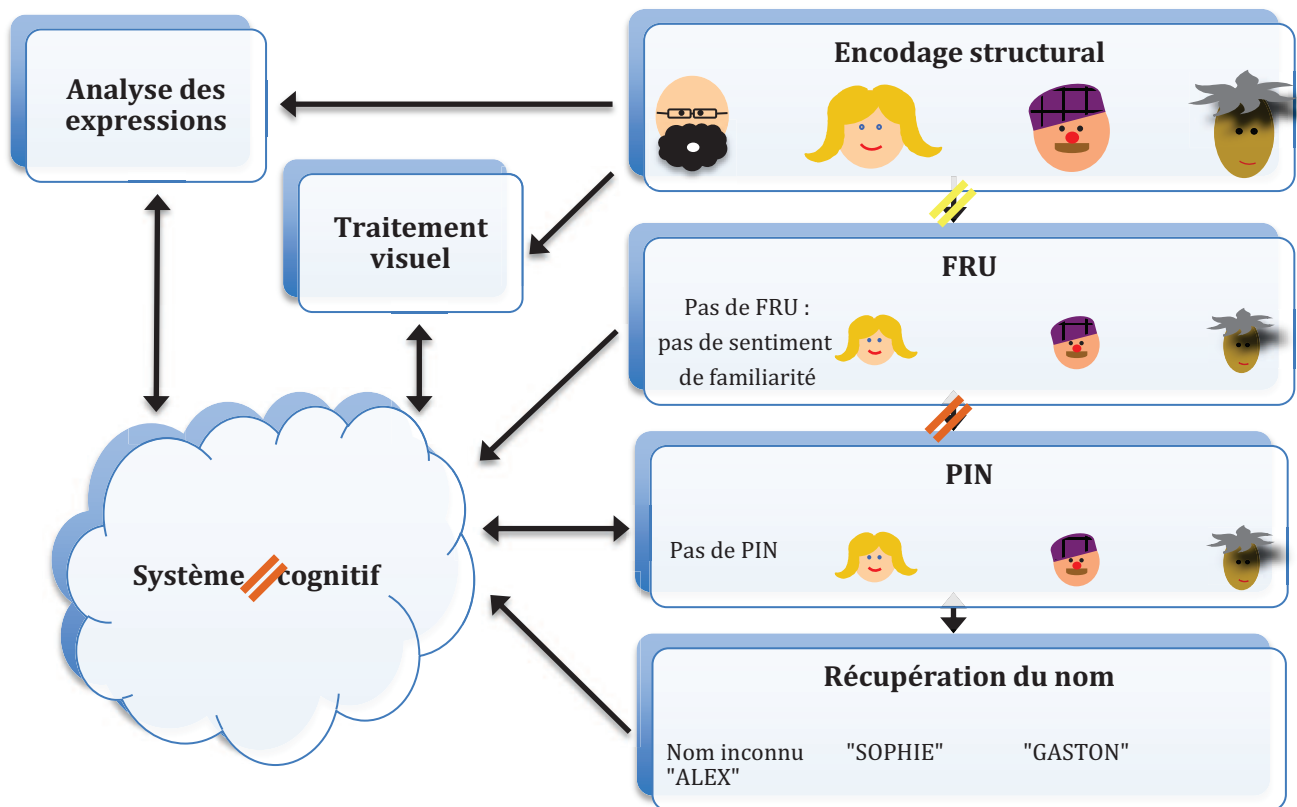 Encodage structural
Analyse des
expressions
Traitement
visuel
FRU
Pas de FRU :
pas de sentiment
de familiarité
PIN
Pas de PIN
Système cognitif
Récupération du nom
Nom inconnu "SOPHIE" "GASTON"
"ALEX"